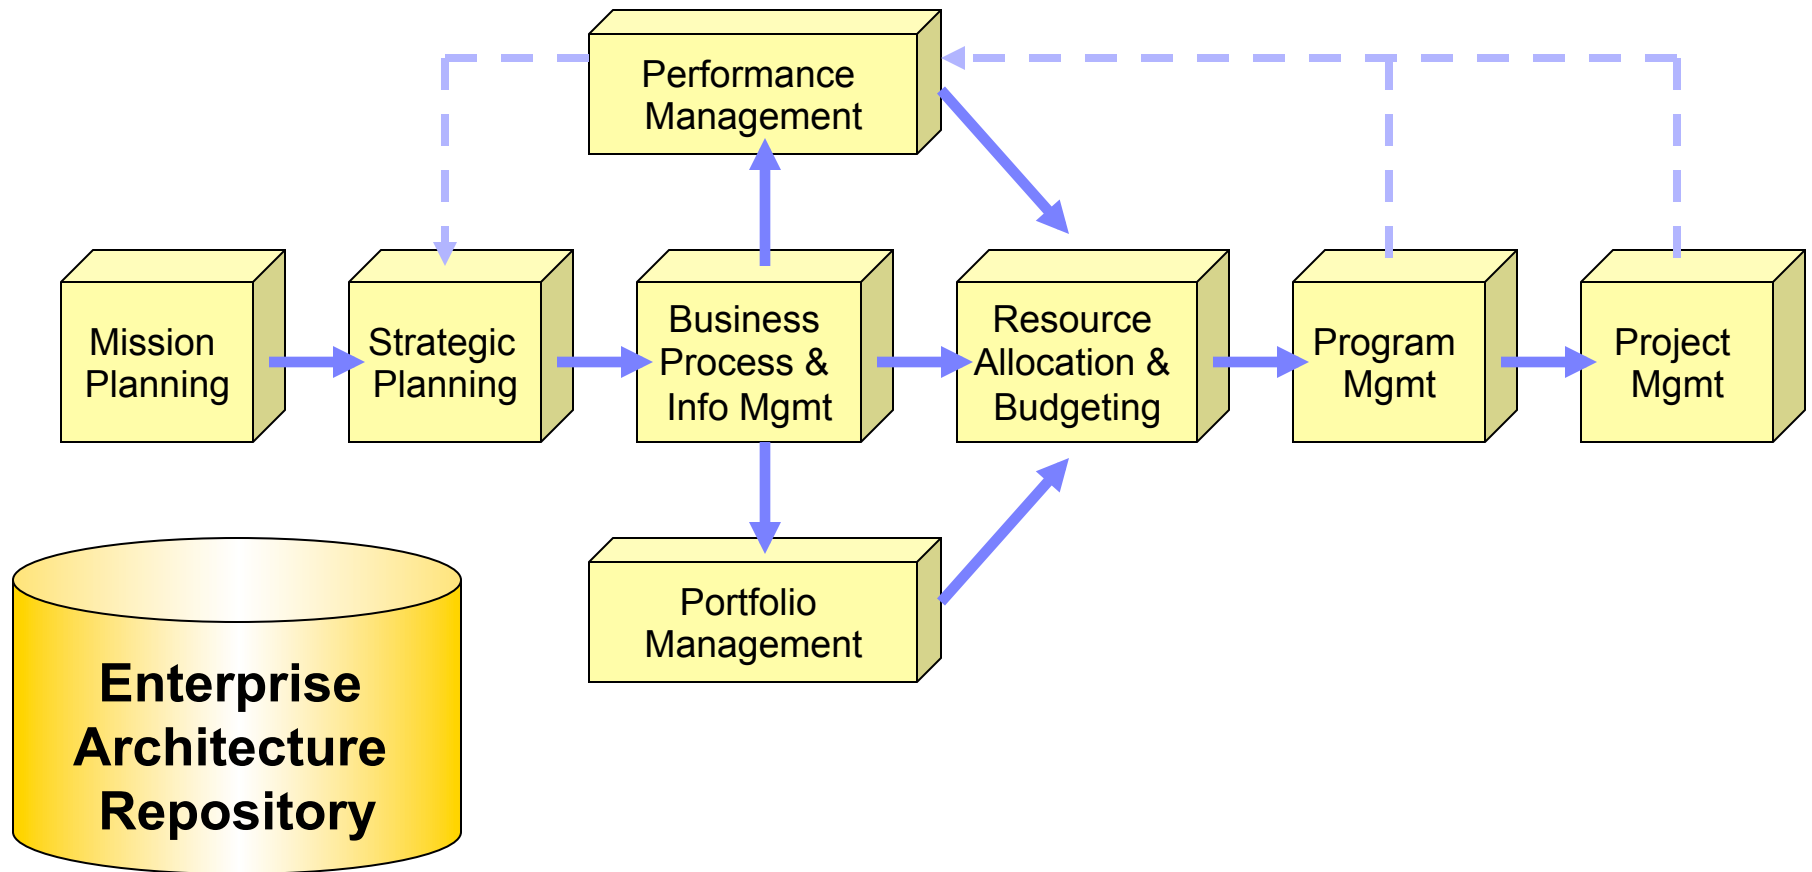 Performance
Management
Mission
Planning
Strategic
Planning
Business
Process &
Info Mgmt
Resource
Allocation &
Budgeting
Program
Mgmt
Project
Mgmt
Portfolio
Management
Enterprise
Architecture
Repository